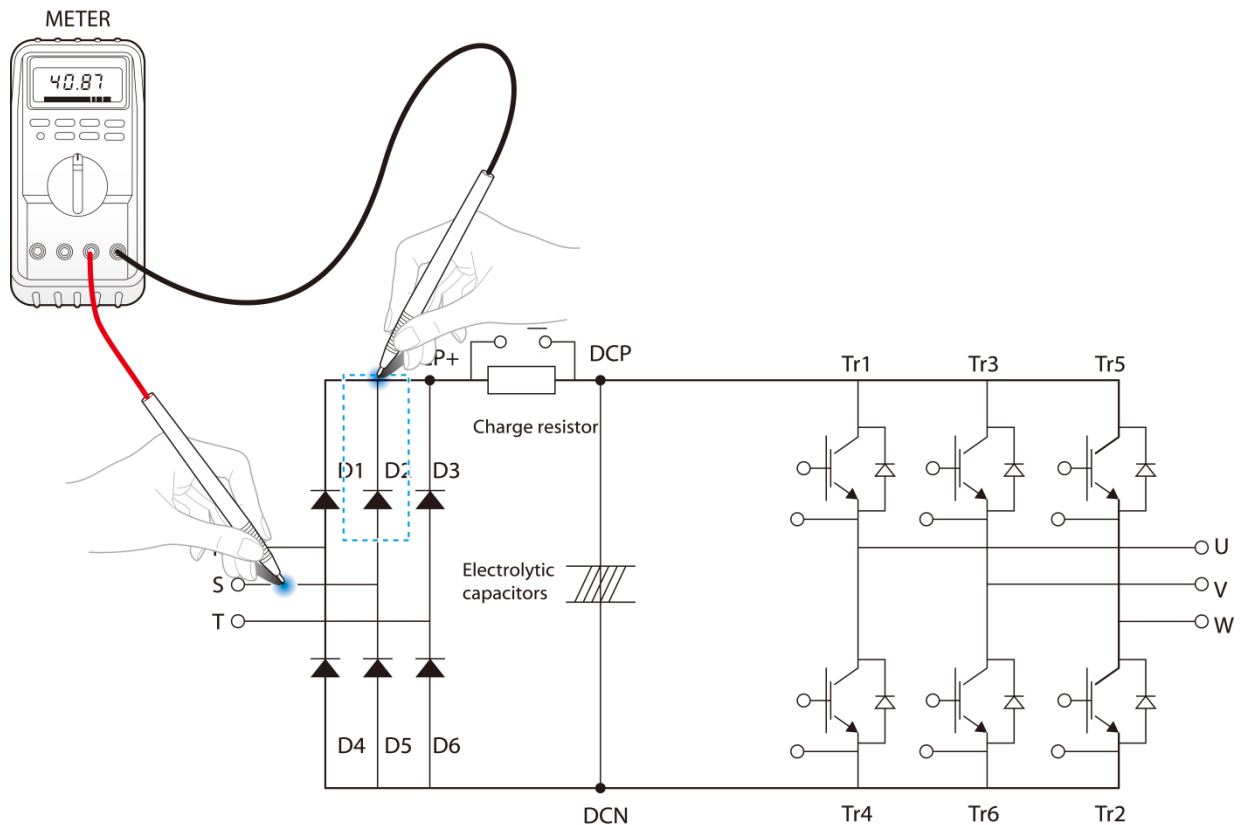 METER
40.87
P+
DCP
Tr1
Tr3
Tr5
Charge resistor
D1
D2
D3
S
T
Electrolytic
capacitors
U
V
W
D4
D5
D6
DCN
Tr4
Tr6
Tr2